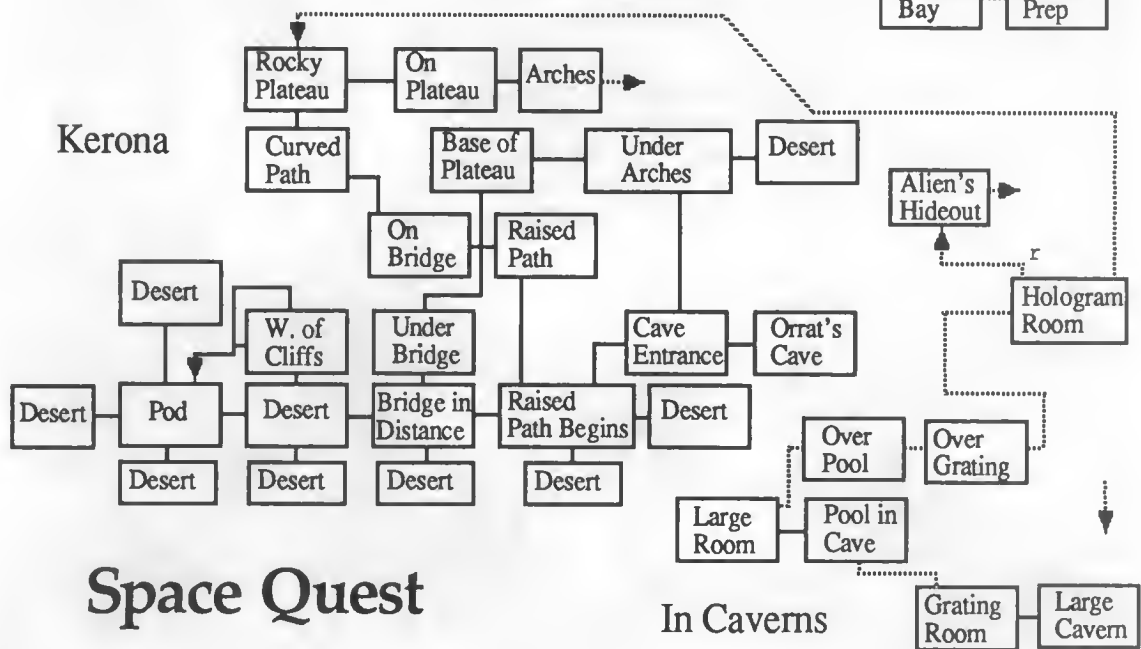 Bay
Prep
Rocky
Plateau
On
Plateau
Arches
Kerona
Curved
Path
Base of
Plateau
Under
Arches
Desert
Alien's
Hideout
On
Bridge
Raised
Path
r
Desert
W. of
Cliffs
Under
Bridge
Cave
Entrance
Orrat's
Cave
Hologram
Room
Desert
Pod
Desert
Bridge in
Distance
Raised
Path Begins
Desert
Over
Pool
Over
Grating
Desert
Desert
Desert
Desert
Large
Room
Pool in
Cave
Space Quest
In Caverns
Grating
Room
Large
Cavern